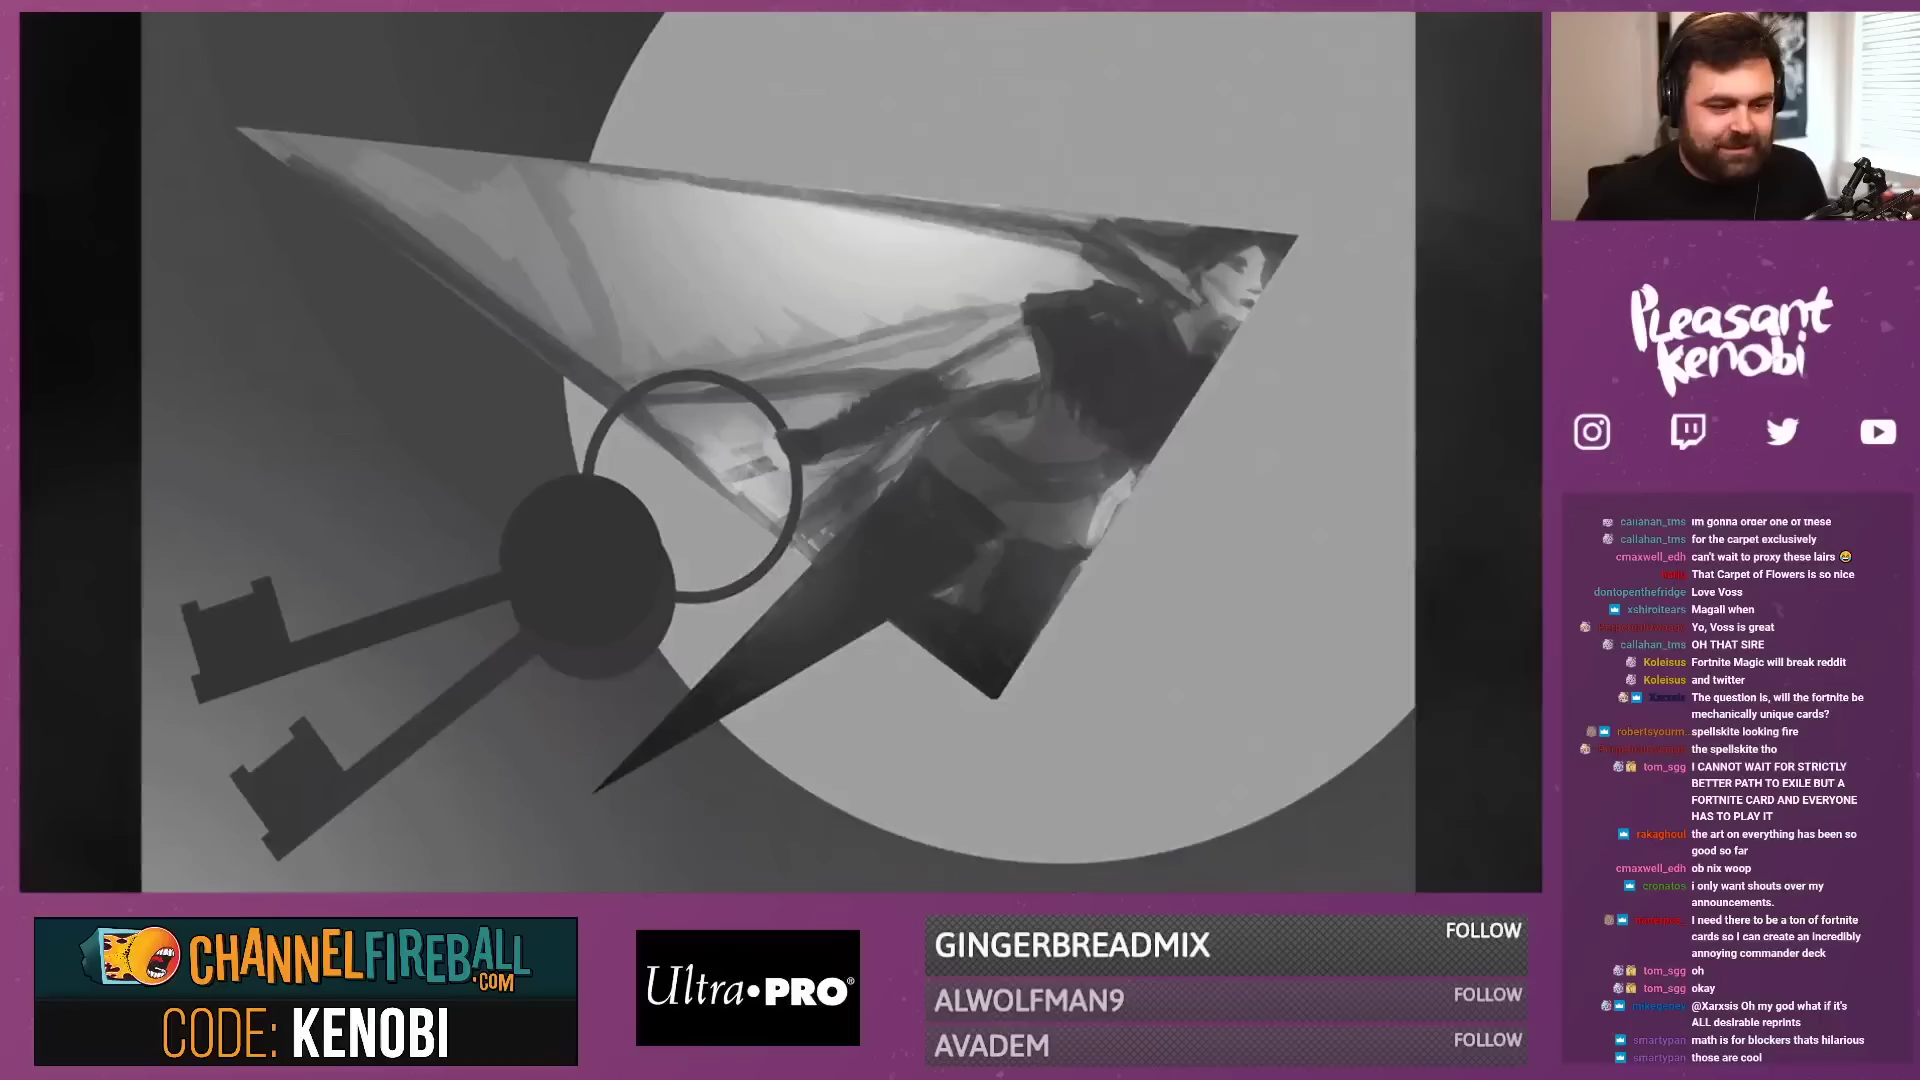 Pleasant
Kenobi
callahan_tms im gonna order one of these
callahan_tms for the carpet exclusively
cmaxwell_edh can't wait to proxy these lairs
That Carpet of Flowers is so nice
dontopenthefridge Love Voss
xshiroitears Magali when
Yo, Voss is great
callahan_tms OH THAT SIRE
Koleisus Fortnite Magic will break reddit
Koleisus and twitter
Xarxsis The question is, will the fortnite be
mechanically unique cards?
robertsyourm.. spellskite looking fire
the spellskite tho
tom_sgg I CANNOT WAIT FOR STRICTLY
BETTER PATH TO EXILE BUT A
FORTNITE CARD AND EVERYONE
HAS TO PLAY IT
rakaghoul the art on everything has been so
good so far
cmaxwell_edh ob nix woop
cronatos i only want shouts over my
announcements.
I need there to be a ton of fortnite
cards so I can create an incredibly
annoying commander deck
tom_sgg oh
tom_sgg okay
@Xarxsis Oh my god what if it's
ALL desirable reprints
smartypan math is for blockers thats hilarious
smartypan those are cool
CHANNELFIREBALL
.COM
CODE: KENOBI
Ultra•PRO®
GINGERBREADMIX FOLLOW
ALWOLFMAN9 FOLLOW
AVADEM FOLLOW